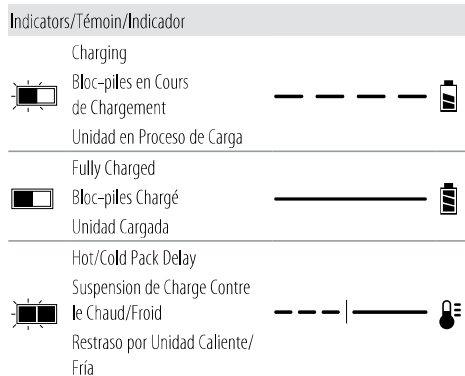 Indicators/Témoin/Indicador
Charging
Bloc-piles en Cours
de Chargement
Unidad en Proceso de Carga
Fully Charged
Bloc-piles Chargé
Unidad Cargada
Hot/Cold Pack Delay
Suspension de Charge Contre
le Chaud/Froid
Restraso por Unidad Caliente/
Fría